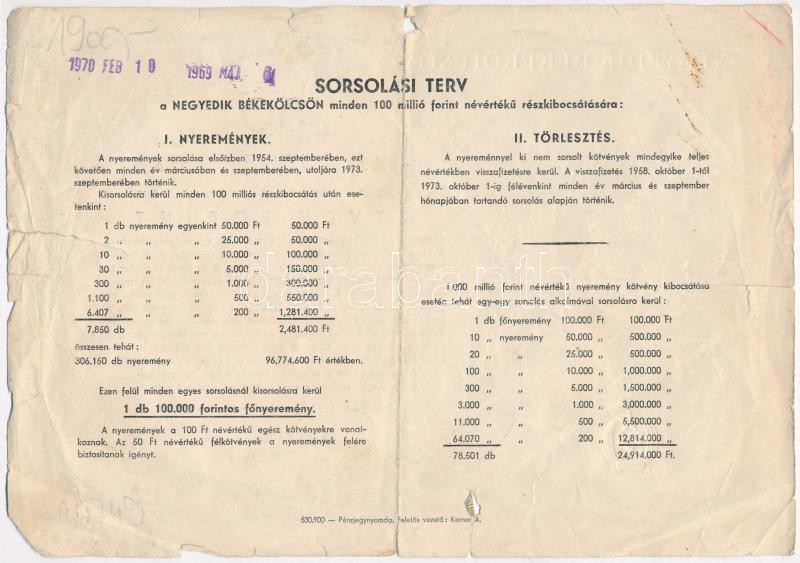 1900,-
1970 FEB 10
1969 MÁJ.
SORSOLÁSI TERV
a NEGYEDIK BÉKEKÖLCSÖN minden 100 millió forint névértékű részkibocsátására:
I. NYEREMÉNYEK.
A nyeremények sorsolása elsőízben 1954. szeptemberében, ezt
követően minden év márciusában és szeptemberében, utoljára 1973.
szeptemberében történik.
Kisorsolásra kerül minden 100 milliós részkibocsátás után ese-
tenkint:
1 db nyeremény egyenkint 50.000 Ft 50.000 Ft
2 „ „ „ 25.000 „ 50.000 „
10 „ „ „ 10.000 „ 100.000 „
30 „ „ „ 5.000 „ 150.000 „
300 „ „ „ 1.000 „ 300.000 „
1.100 „ „ „ 500 „ 550.000 „
6.407 „ „ „ 200 „ 1,281.400 „
7.850 db 2,481.400 Ft
összesen tehát:
306.150 db nyeremény 96,774.600 Ft értékben.
Ezen felül minden egyes sorsolásnál kisorsolásra kerül
1 db 100.000 forintos főnyeremény.
A nyeremények a 100 Ft névértékű egész kötvényekre vonat-
koznak. Az 50 Ft névértékű félkötvények a nyeremények felére
biztosítanak igényt.
II. TÖRLESZTÉS.
A nyereménnyel ki nem sorsolt kötvények mindegyike teljes
névértékben visszafizetésre kerül. A visszafizetés 1958. október 1-től
1973. október 1-ig félévenkint minden év március és szeptember
hónapjában tartandó sorsolás alapján történik.
1.000 millió forint névértékű nyeremény kötvény kibocsátása
esetén tehát egy-egy sorsolás alkalmával sorsolásra kerül:
1 db főnyeremény 100.000 Ft 100.000 Ft
10 „ nyeremény 50.000 „ 500.000 „
20 „ „ 25.000 „ 500.000 „
100 „ „ 10.000 „ 1,000.000 „
300 „ „ 5.000 „ 1,500.000 „
3.000 „ „ 1.000 „ 3,000.000 „
11.000 „ „ 500 „ 5,500.000 „
64.070 „ „ 200 „ 12,814.000 „
78.501 db 24,914.000 Ft.
530,900 — Pénzjegynyomda. Felelős vezető: Kerner A.
darabanth